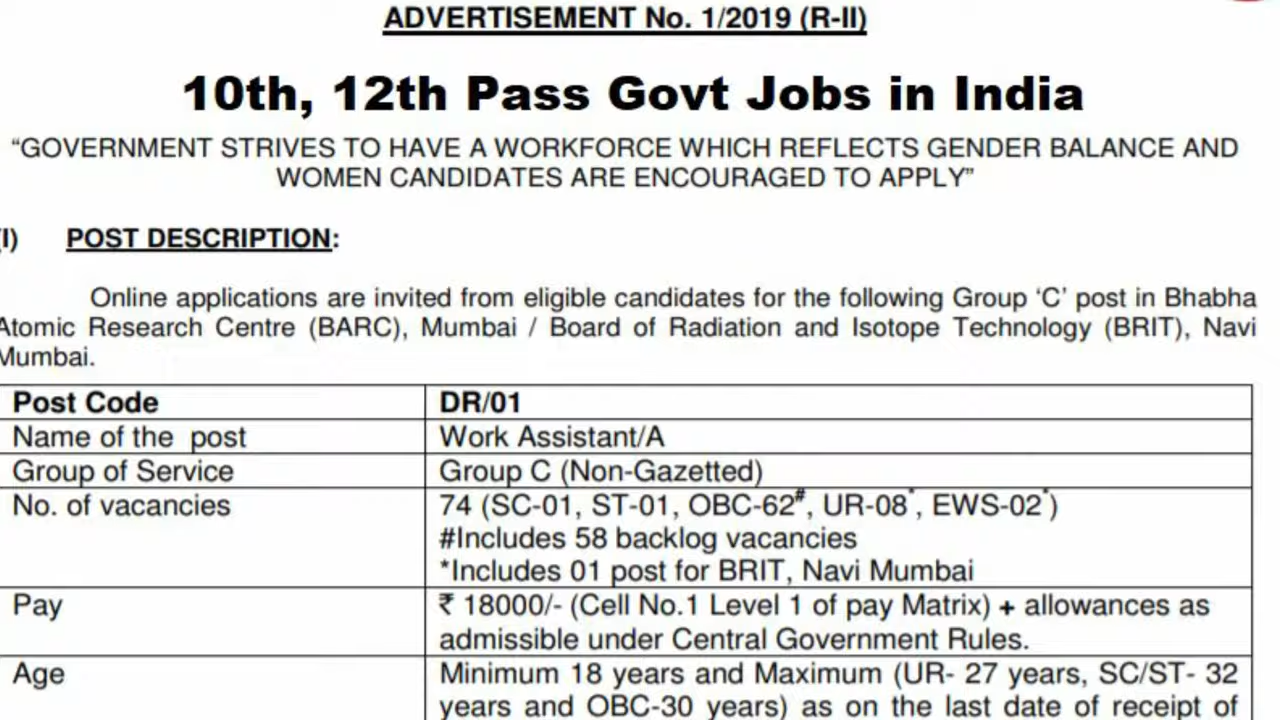 ADVERTISEMENT No. 1/2019 (R-II)
10th, 12th Pass Govt Jobs in India
“GOVERNMENT STRIVES TO HAVE A WORKFORCE WHICH REFLECTS GENDER BALANCE AND
WOMEN CANDIDATES ARE ENCOURAGED TO APPLY”
(I) POST DESCRIPTION:
Online applications are invited from eligible candidates for the following Group ‘C’ post in Bhabha
Atomic Research Centre (BARC), Mumbai / Board of Radiation and Isotope Technology (BRIT), Navi
Mumbai.
Post Code DR/01
Name of the post Work Assistant/A
Group of Service Group C (Non-Gazetted)
No. of vacancies 74 (SC-01, ST-01, OBC-62#, UR-08*, EWS-02*)
#Includes 58 backlog vacancies
*Includes 01 post for BRIT, Navi Mumbai
Pay ₹ 18000/- (Cell No.1 Level 1 of pay Matrix) + allowances as
admissible under Central Government Rules.
Age Minimum 18 years and Maximum (UR- 27 years, SC/ST- 32
years and OBC-30 years) as on the last date of receipt of